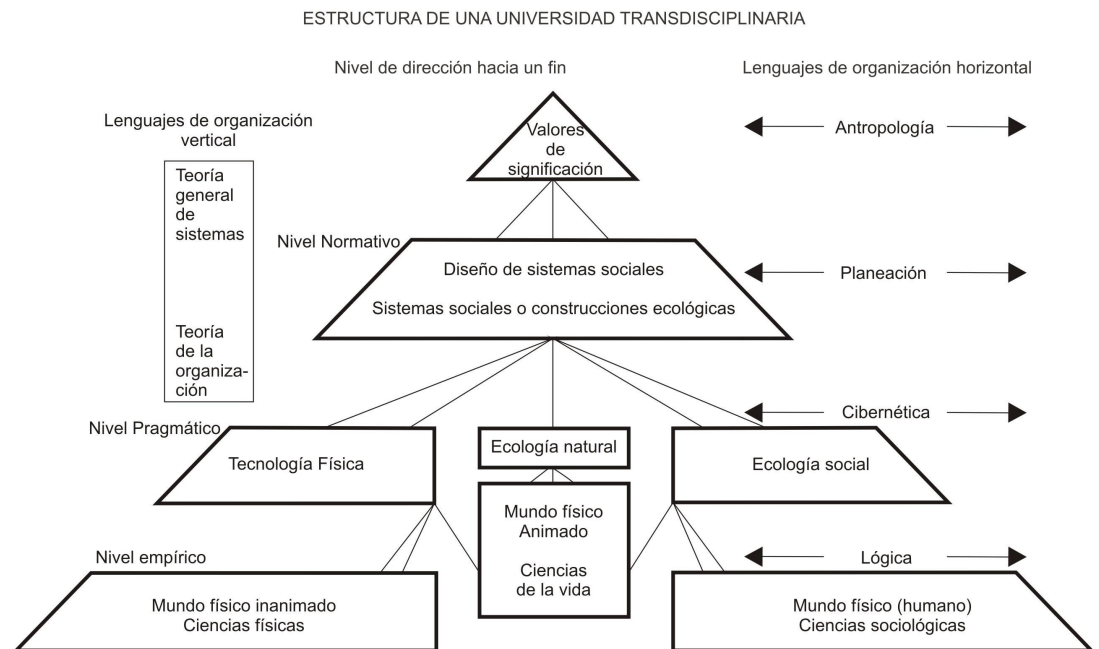 ESTRUCTURA DE UNA UNIVERSIDAD TRANSDISCIPLINARIA
Nivel de dirección hacia un fin
Lenguajes de organización horizontal
Lenguajes de organización
vertical
Valores
de
significación
Antropología
Teoría
general
de
sistemas
Nivel Normativo
Diseño de sistemas sociales
Sistemas sociales o construcciones ecológicas
Planeación
Teoría
de la
organiza-
ción
Cibernética
Nivel Pragmático
Tecnología Física
Ecología natural
Ecología social
Mundo físico
Animado
Ciencias
de la vida
Nivel empírico
Lógica
Mundo físico inanimado
Ciencias físicas
Mundo físico (humano)
Ciencias sociológicas